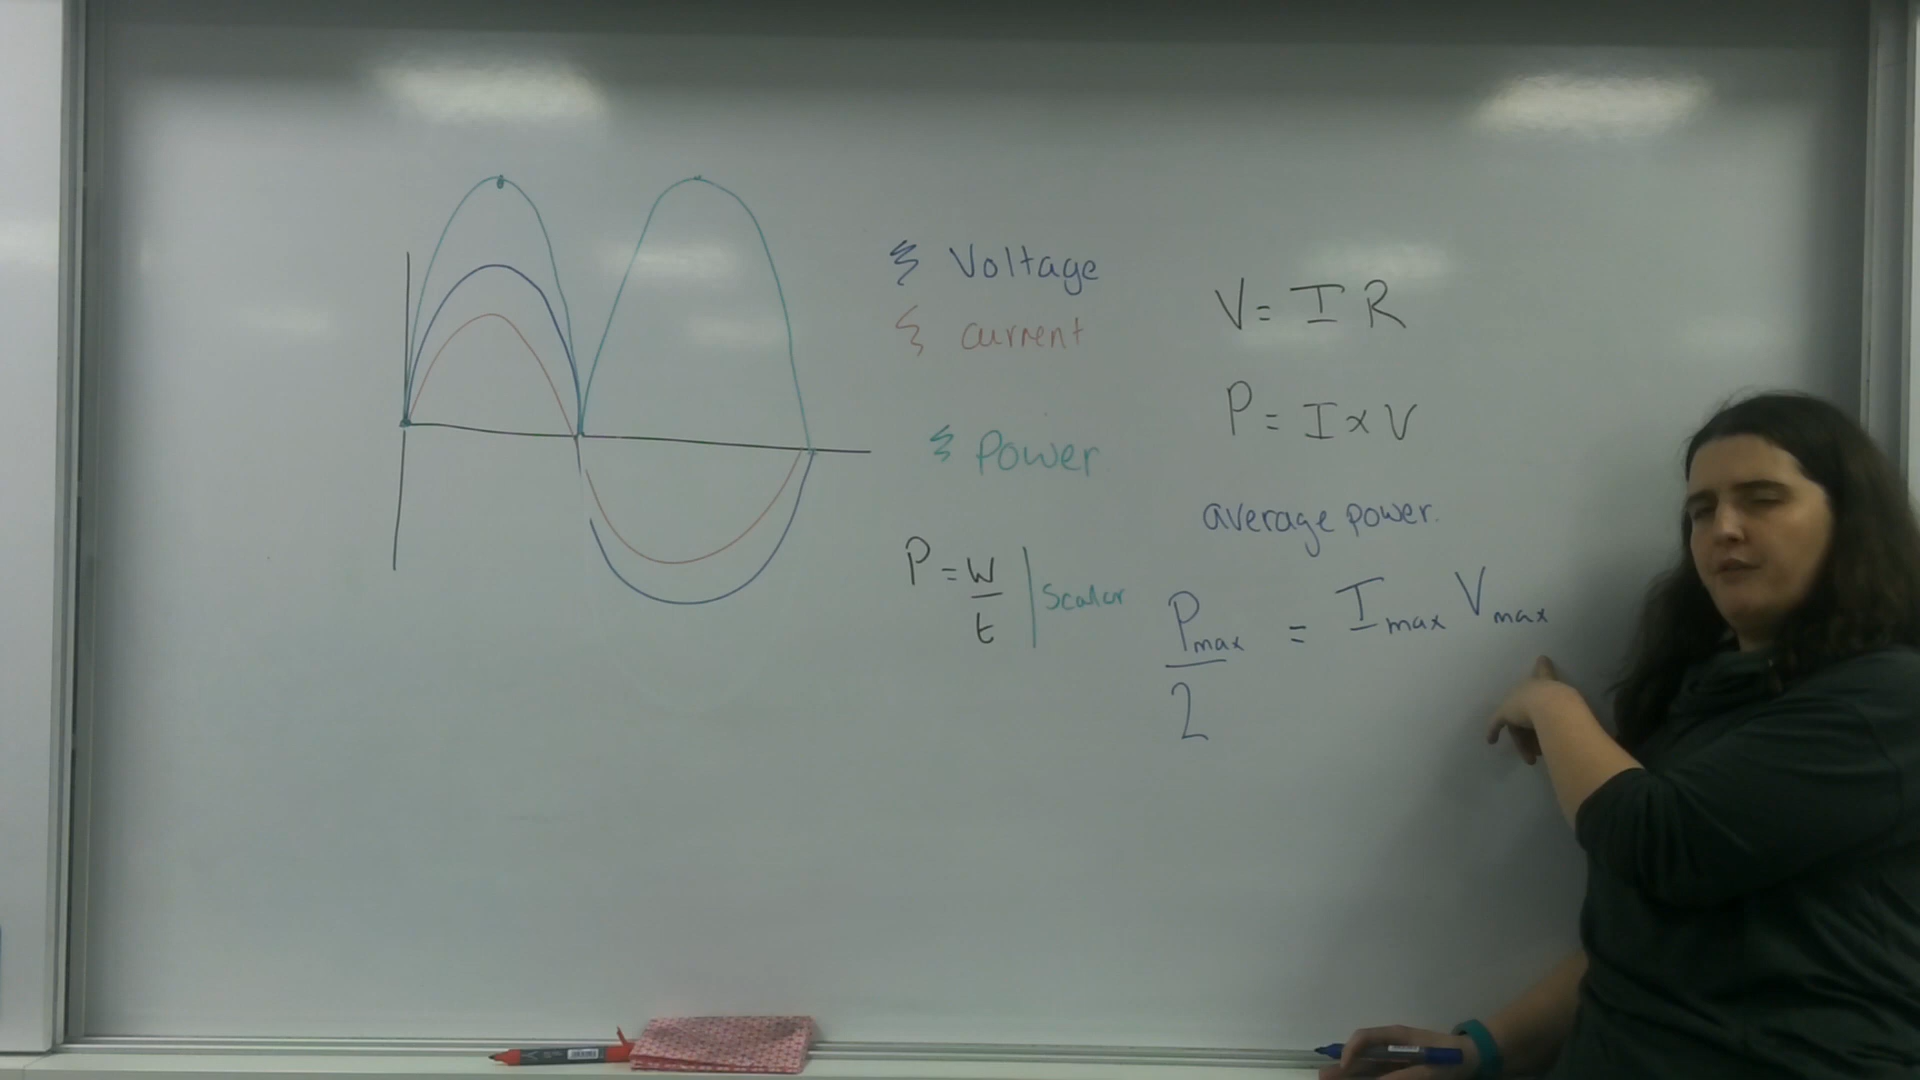 Voltage
current
Power
P = W
t
Scalar
V = I R
P = I x V
average power.
Pmax = Imax Vmax
2